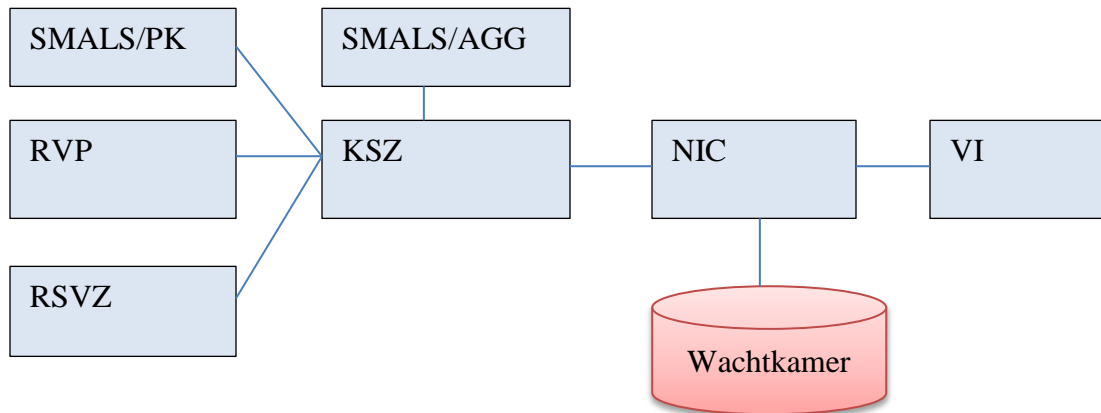 SMALS/PK
SMALS/AGG
RVP
KSZ
NIC
VI
RSVZ
Wachtkamer